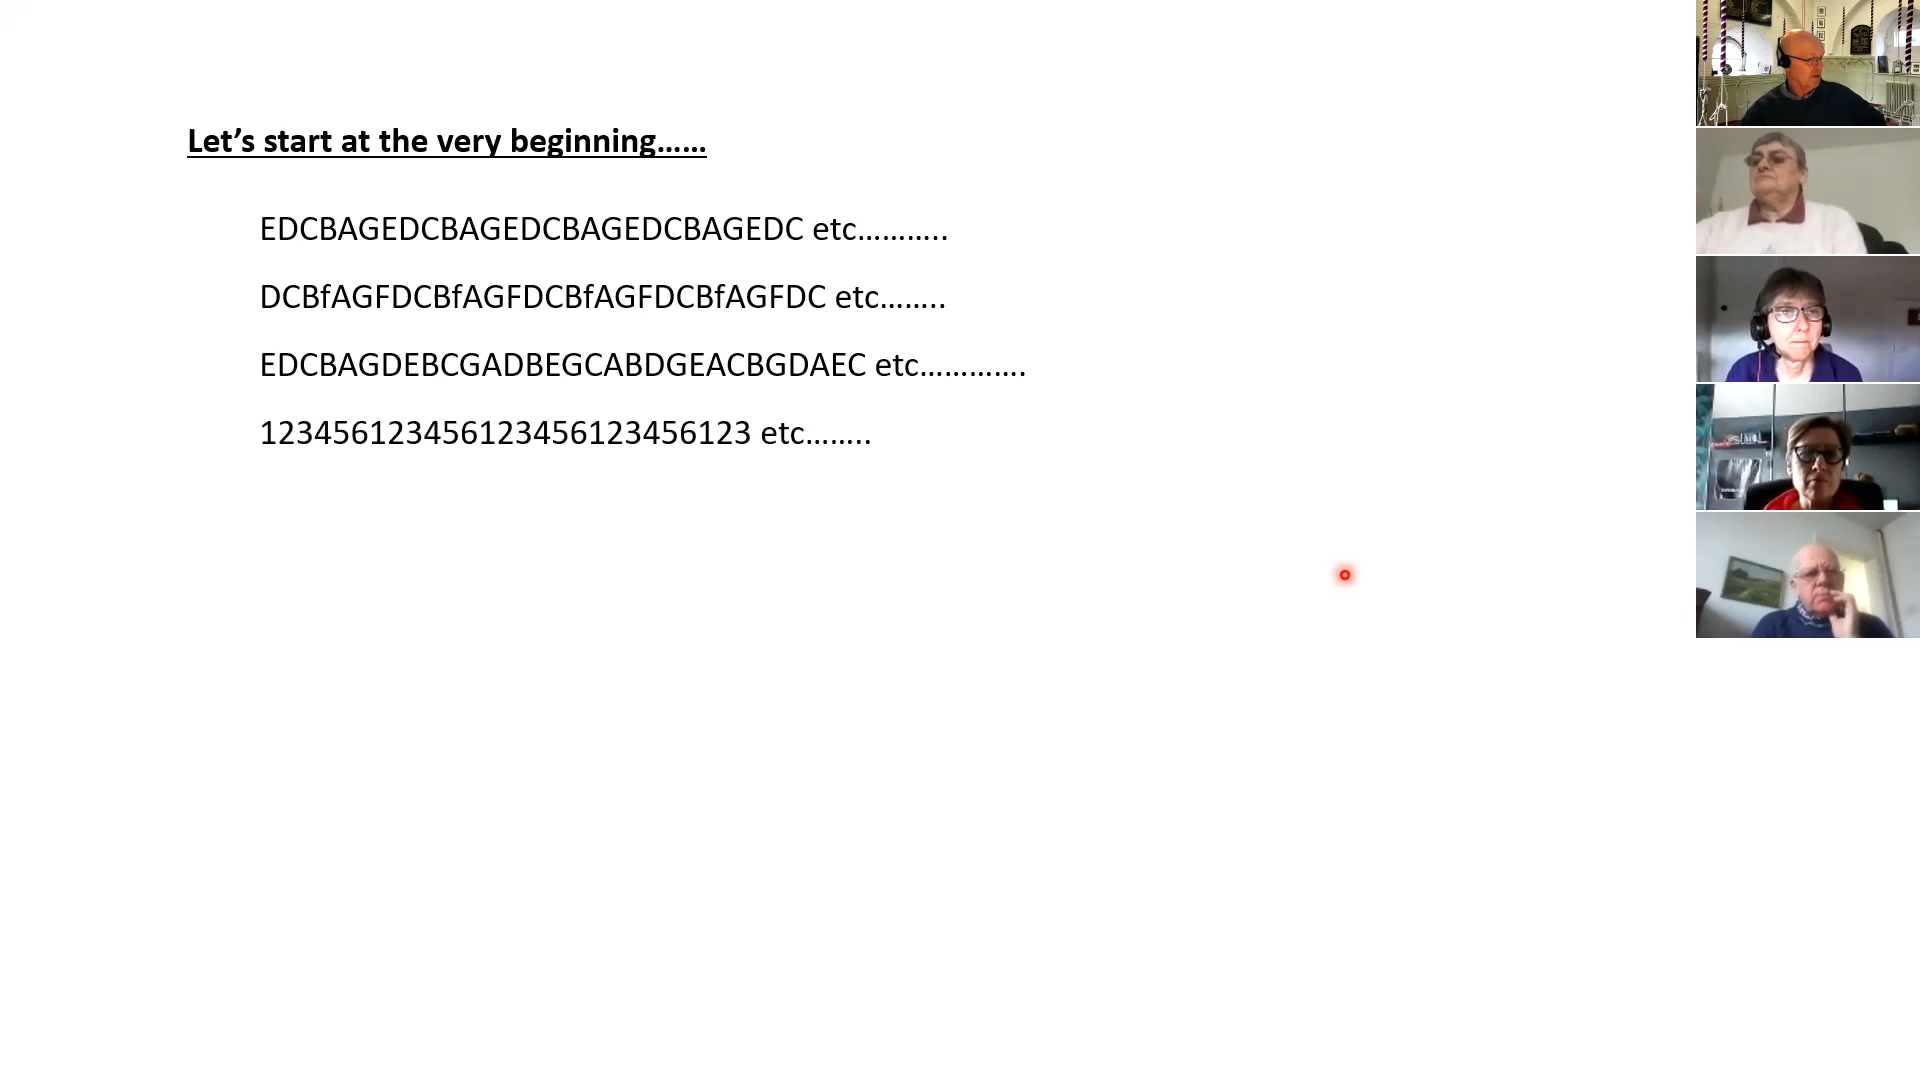 Let’s start at the very beginning……
EDCBAGEDCBAGEDCBAGEDCBAGEDC etc………..
DCBfAGFDCBfAGFDCBfAGFDCBfAGFDC etc……..
EDCBAGDEBCGADBEGCABDGEACBGDAEC etc………….
123456123456123456123456123 etc……..